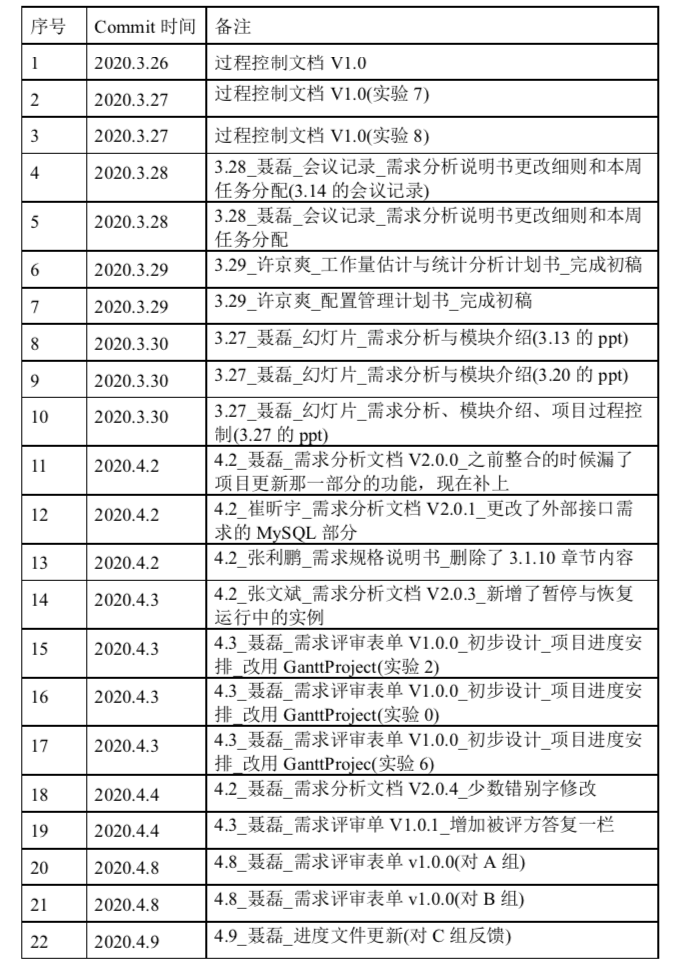 序号 Commit 时间 备注
1 2020.3.26 过程控制文档 V1.0
2 2020.3.27 过程控制文档 V1.0(实验 7)
3 2020.3.27 过程控制文档 V1.0(实验 8)
4 2020.3.28 3.28_聂磊_会议记录_需求分析说明书更改细则和本周
任务分配(3.14 的会议记录)
5 2020.3.28 3.28_聂磊_会议记录_需求分析说明书更改细则和本周
任务分配
6 2020.3.29 3.29_许京爽_工作量估计与统计分析计划书_完成初稿
7 2020.3.29 3.29_许京爽_配置管理计划书_完成初稿
8 2020.3.30 3.27_聂磊_幻灯片_需求分析与模块介绍(3.13 的 ppt)
9 2020.3.30 3.27_聂磊_幻灯片_需求分析与模块介绍(3.20 的 ppt)
10 2020.3.30 3.27_聂磊_幻灯片_需求分析、模块介绍、项目过程控
制(3.27 的 ppt)
11 2020.4.2 4.2_聂磊_需求分析文档 V2.0.0_之前整合的时候漏了
项目更新那一部分的功能，现在补上
12 2020.4.2 4.2_崔昕宇_需求分析文档 V2.0.1_更改了外部接口需
求的 MySQL 部分
13 2020.4.2 4.2_张利鹏_需求规格说明书_删除了 3.1.10 章节内容
14 2020.4.3 4.2_张文斌_需求分析文档 V2.0.3_新增了暂停与恢复
运行中的实例
15 2020.4.3 4.3_聂磊_需求评审表单 V1.0.0_初步设计_项目进度安
排_改用 GanttProject(实验 2)
16 2020.4.3 4.3_聂磊_需求评审表单 V1.0.0_初步设计_项目进度安
排_改用 GanttProject(实验 0)
17 2020.4.3 4.3_聂磊_需求评审表单 V1.0.0_初步设计_项目进度安
排_改用 GanttProjec(实验 6)
18 2020.4.4 4.2_聂磊_需求分析文档 V2.0.4_少数错别字修改
19 2020.4.4 4.3_聂磊_需求评审单 V1.0.1_增加被评方答复一栏
20 2020.4.8 4.8_聂磊_需求评审表单 v1.0.0(对 A 组)
21 2020.4.8 4.8_聂磊_需求评审表单 v1.0.0(对 B 组)
22 2020.4.9 4.9_聂磊_进度文件更新(对 C 组反馈)